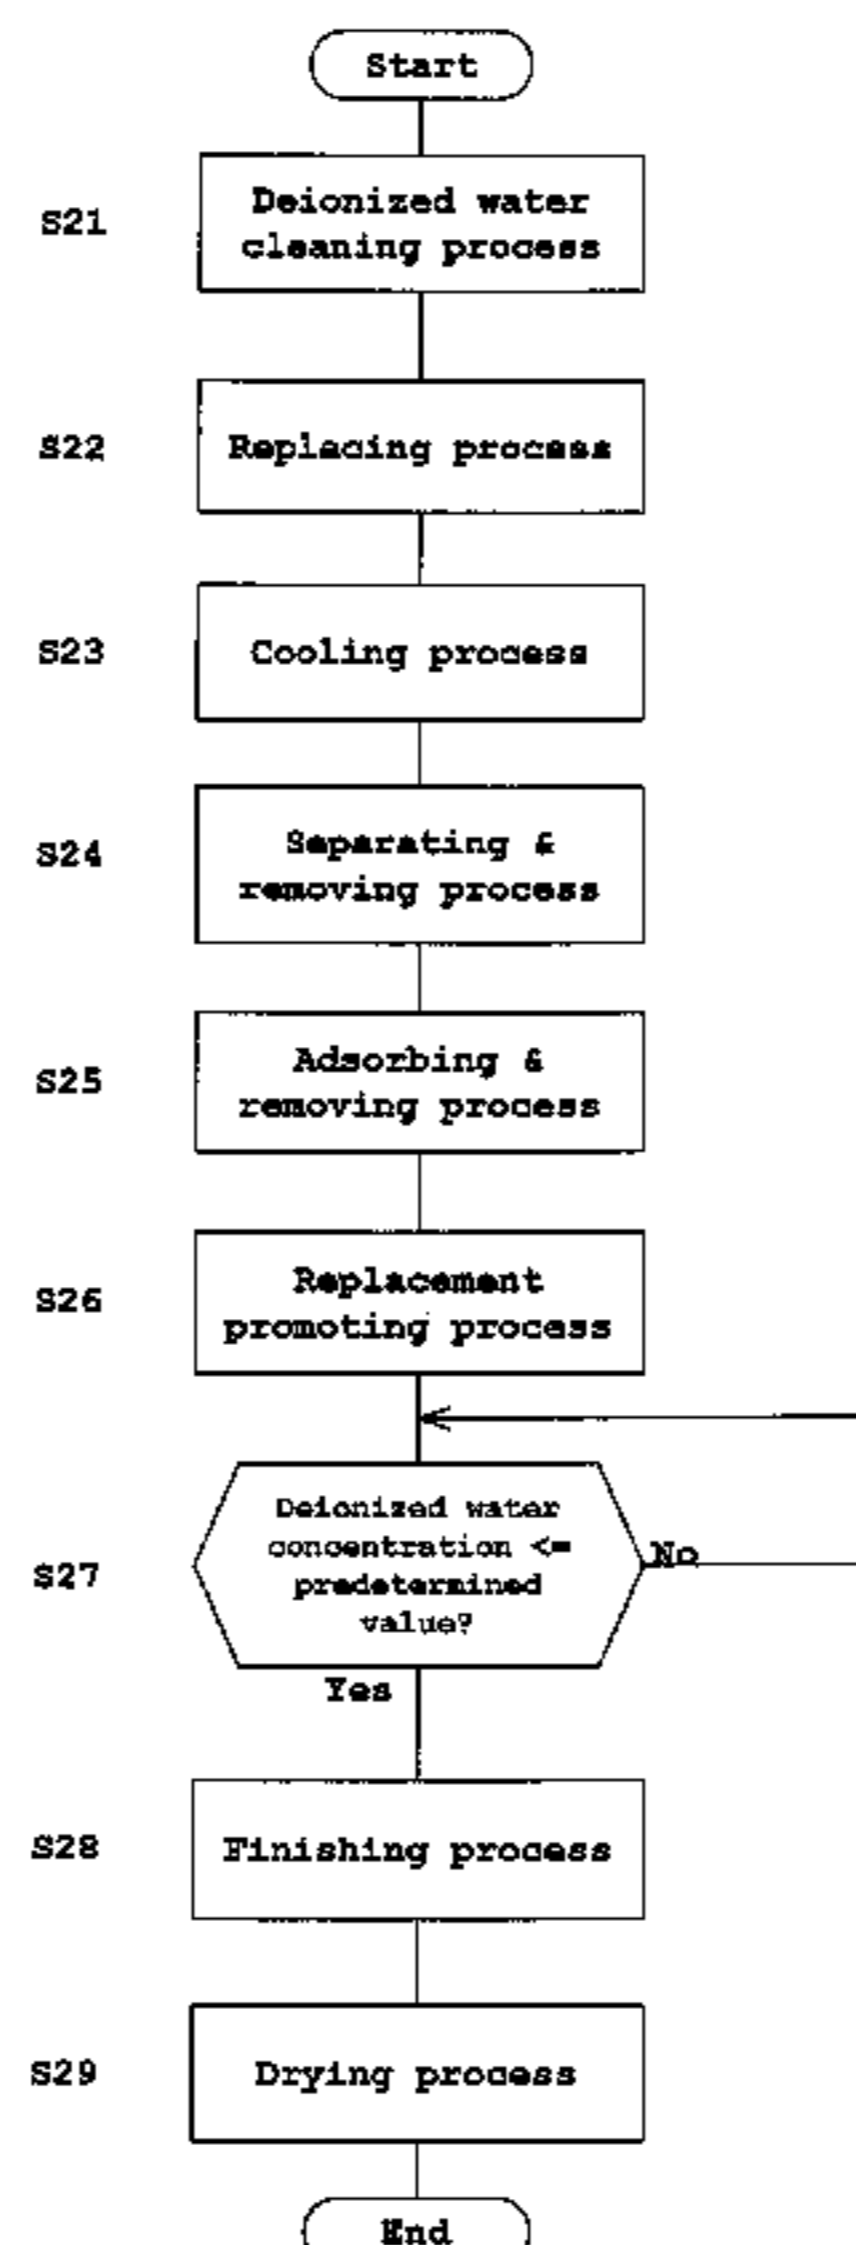 Start
S21
Deionized water
cleaning process
S22
Replacing process
S23
Cooling process
S24
Separating &
removing process
S25
Adsorbing &
removing process
S26
Replacement
promoting process
S27
Deionized water
concentration <=
predetermined
value?
No
Yes
S28
Finishing process
S29
Drying process
End